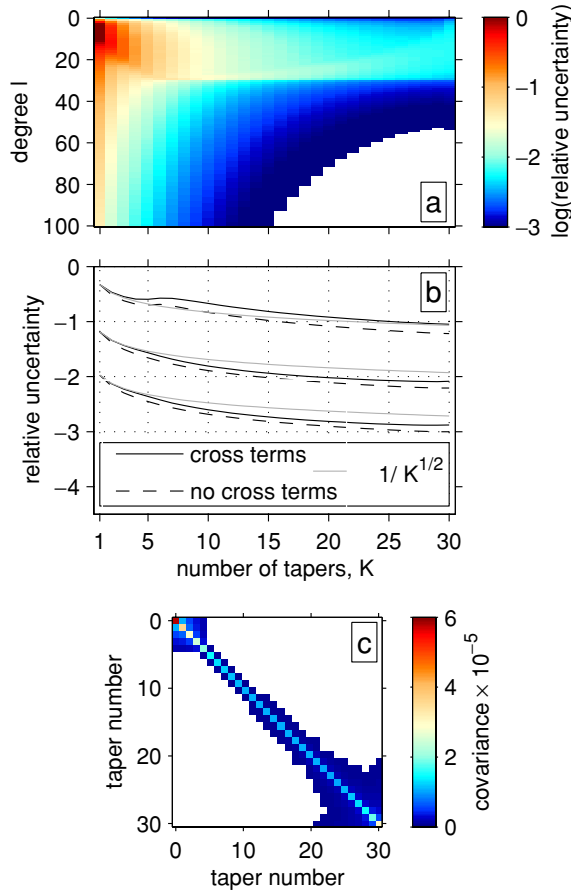 0
20
40
60
80
100
degree l
a
0
−1
−2
−3
log(relative uncertainty)
0
−1
−2
−3
−4
relative uncertainty
b
cross terms
no cross terms
1/ K^1/2
1
5
10
15
20
25
30
number of tapers, K
0
10
20
30
taper number
c
0
10
20
30
taper number
6
4
2
0
covariance × 10^−5